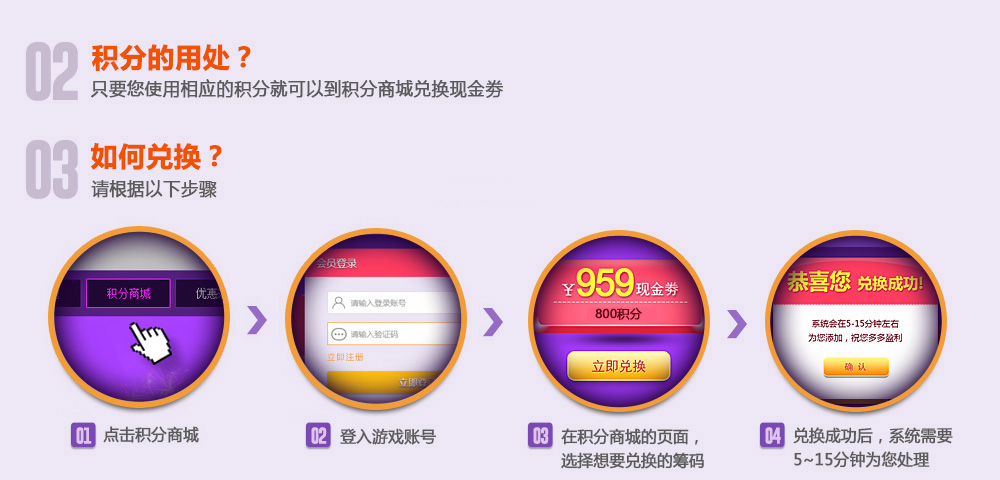 02
积分的用处？
只要您使用相应的积分就可以到积分商城兑换现金券
03
如何兑换？
请根据以下步骤
积分商城
优惠
会员登录
请输入登录账号
请输入验证码
立即注册
立即登
¥959现金券
800积分
立即兑换
恭喜您 兑换成功!
系统会在5-15分钟左右
为您添加，祝您多多盈利
确 认
01 点击积分商城
02 登入游戏账号
03 在积分商城的页面，
选择想要兑换的筹码
04 兑换成功后，系统需要
5~15分钟为您处理